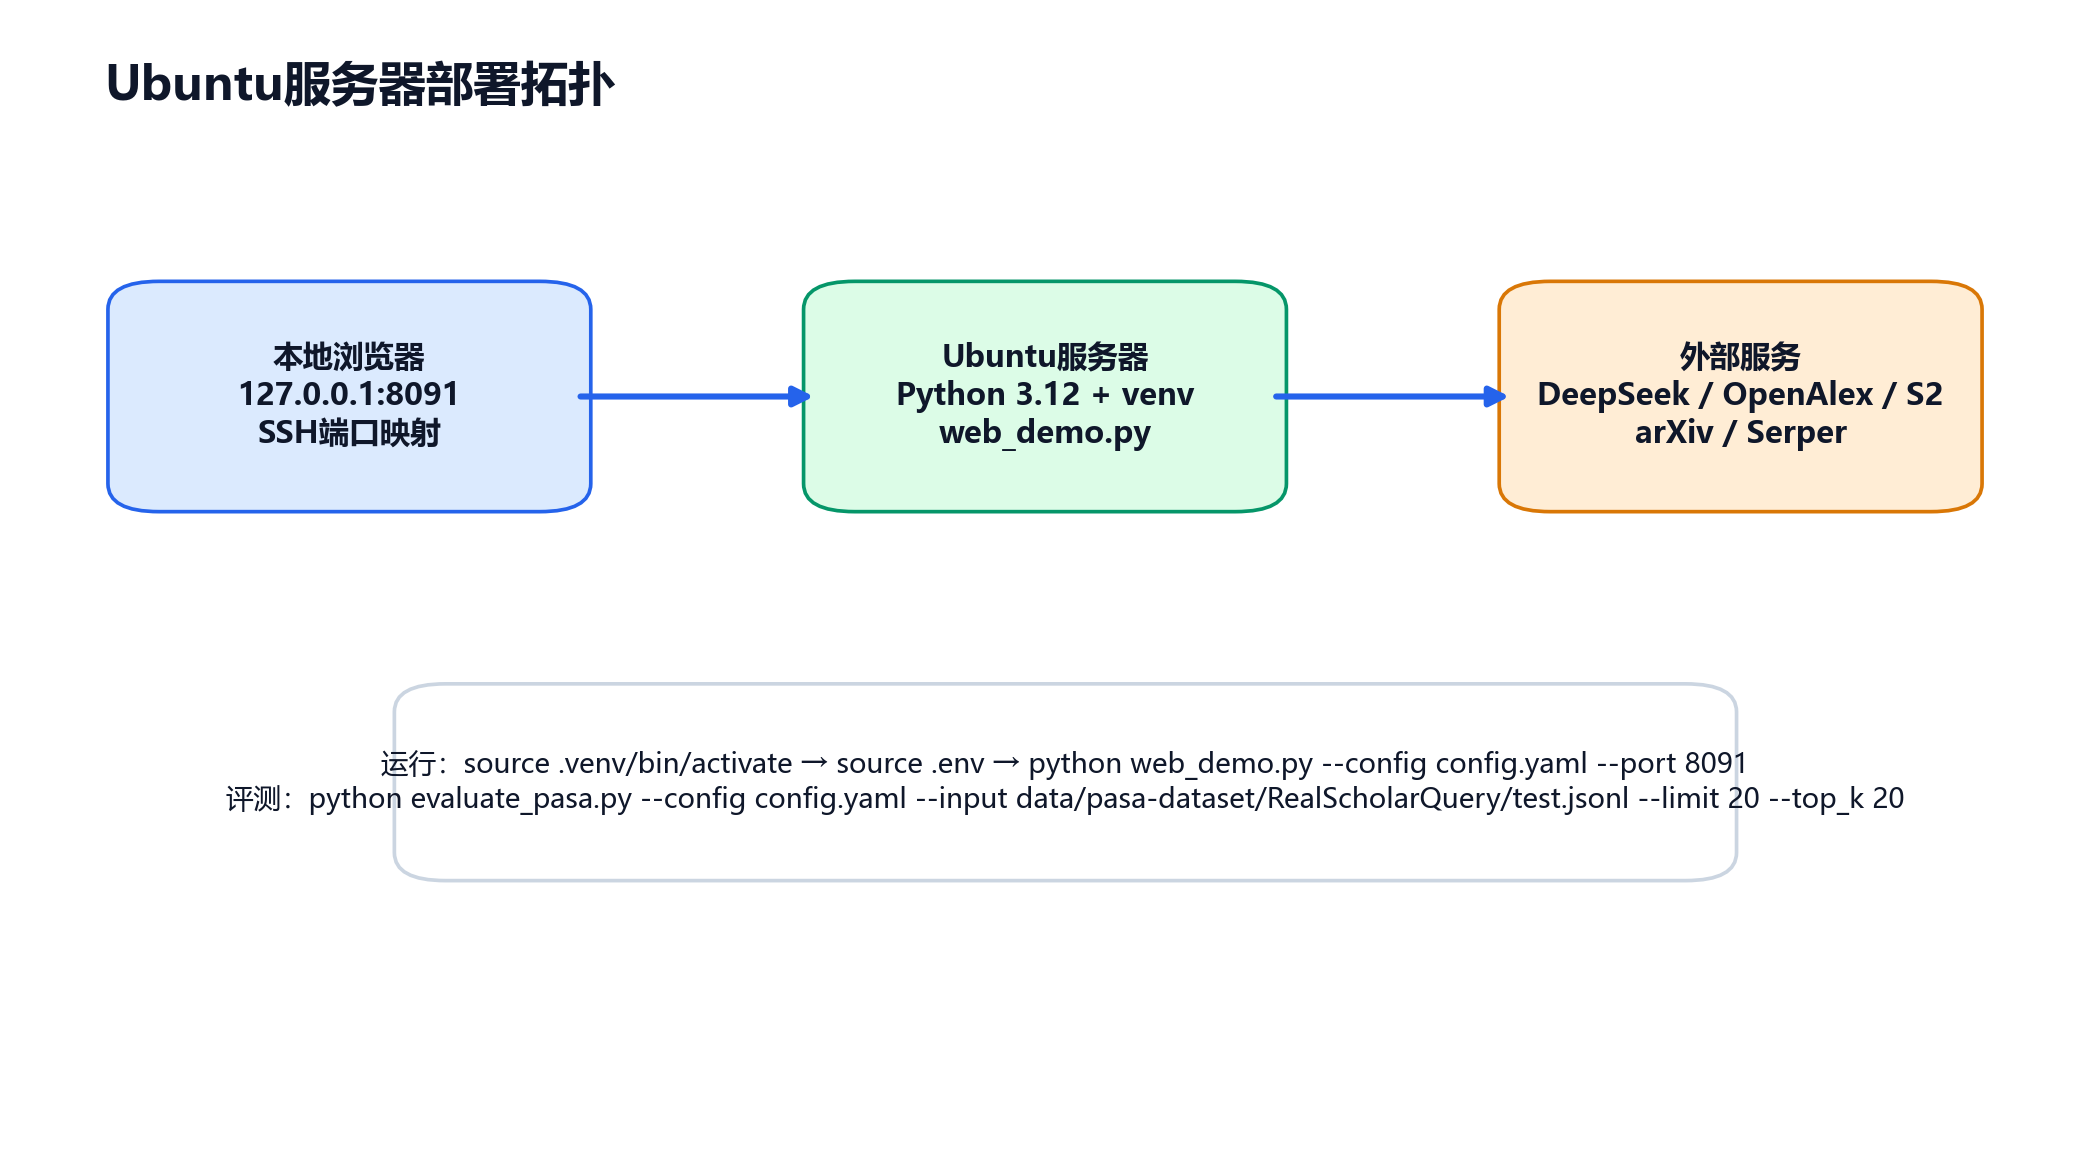 Ubuntu服务器部署拓扑
本地浏览器
127.0.0.1:8091
SSH端口映射
Ubuntu服务器
Python 3.12 + venv
web_demo.py
外部服务
DeepSeek / OpenAlex / S2
arXiv / Serper
运行：source .venv/bin/activate → source .env → python web_demo.py --config config.yaml --port 8091
评测：python evaluate_pasa.py --config config.yaml --input data/pasa-dataset/RealScholarQuery/test.jsonl --limit 20 --top_k 20